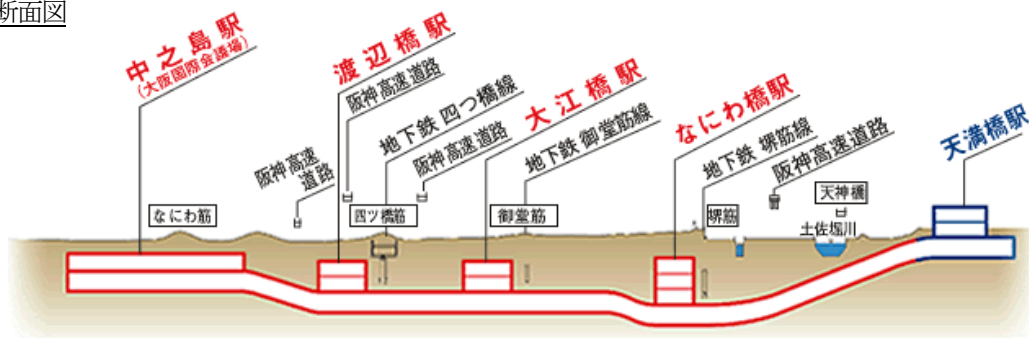 断面図
中之島駅
(大阪国際会議場)
渡辺橋駅
阪神高速道路
地下鉄 四つ橋線
阪神高速道路
大江橋駅
地下鉄 御堂筋線
なにわ橋駅
地下鉄 堺筋線
阪神高速道路
天満橋駅
阪神高速
道路
なにわ筋
四ツ橋筋
御堂筋
堺筋
天神橋
土佐堀川